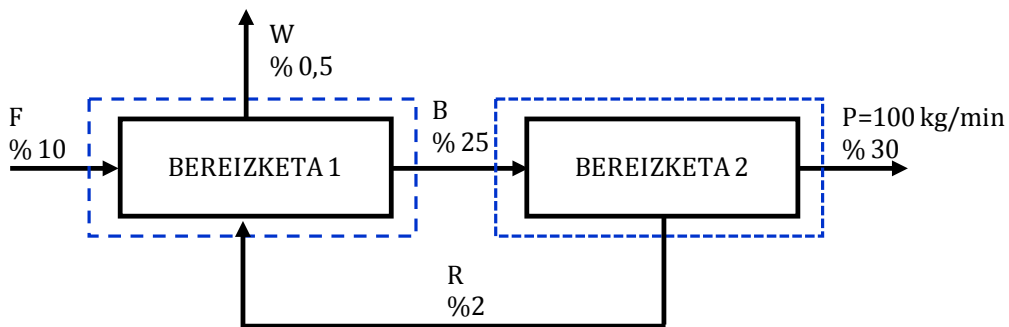 W
% 0,5
F
% 10
BEREIZKETA 1
B
% 25
BEREIZKETA 2
P=100 kg/min
% 30
R
%2